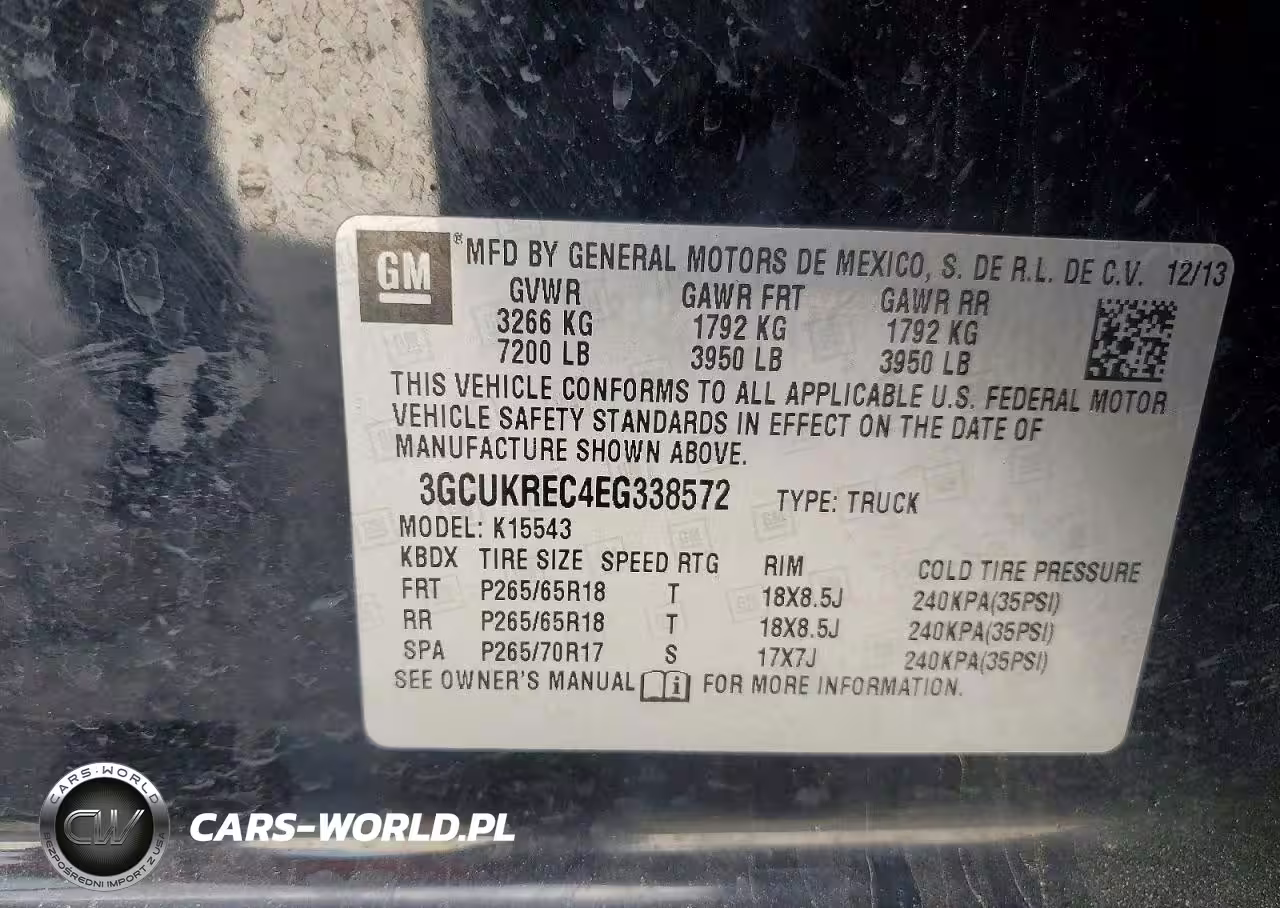 GM ® MFD BY GENERAL MOTORS DE MEXICO, S. DE R.L. DE C.V. 12/13
GVWR GAWR FRT GAWR RR
3266 KG 1792 KG 1792 KG
7200 LB 3950 LB 3950 LB
THIS VEHICLE CONFORMS TO ALL APPLICABLE U.S. FEDERAL MOTOR
VEHICLE SAFETY STANDARDS IN EFFECT ON THE DATE OF
MANUFACTURE SHOWN ABOVE.
3GCUKREC4EG338572 TYPE: TRUCK
MODEL: K15543
KBDX TIRE SIZE SPEED RTG RIM COLD TIRE PRESSURE
FRT P265/65R18 T 18X8.5J 240KPA(35PSI)
RR P265/65R18 T 18X8.5J 240KPA(35PSI)
SPA P265/70R17 S 17X7J 240KPA(35PSI)
SEE OWNER'S MANUAL i FOR MORE INFORMATION.
CARS-WORLD
CW
BEZPOŚREDNI IMPORT Z USA
CARS-WORLD.PL